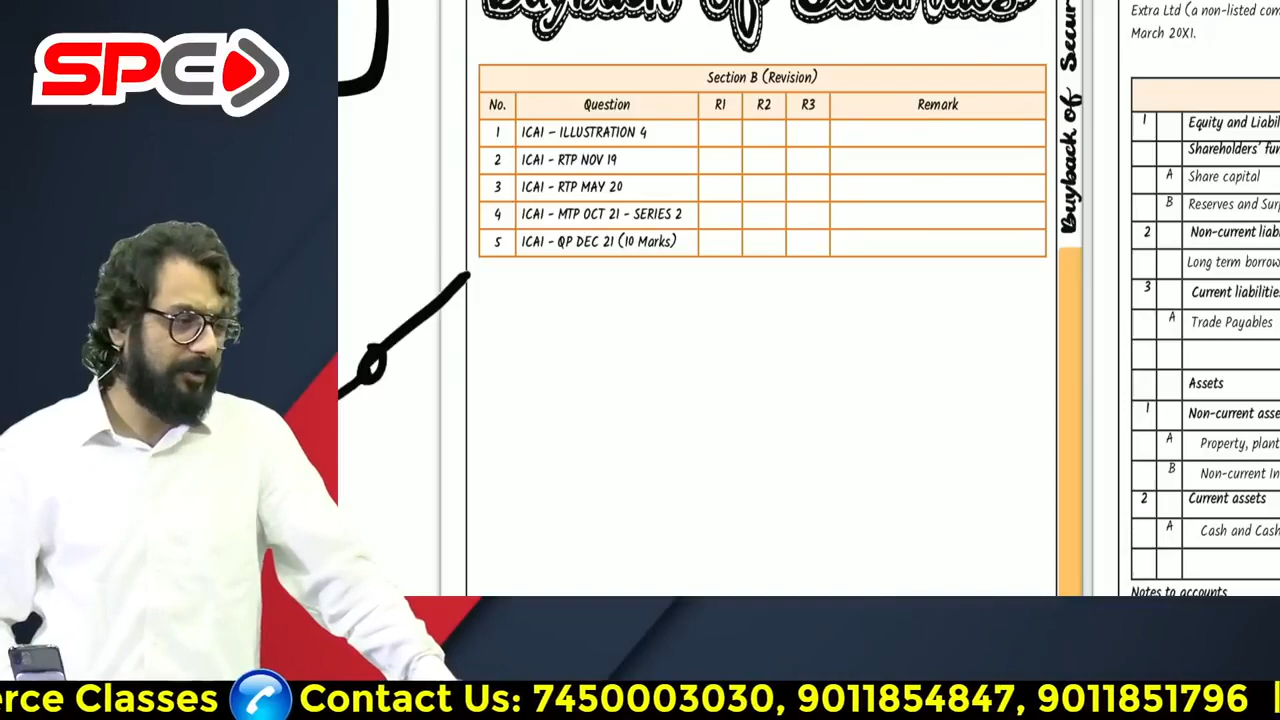 SPC
Buyback of Securities
Section B (Revision)
No. Question R1 R2 R3 Remark
1 ICAI – ILLUSTRATION 4
2 ICAI - RTP NOV 19
3 ICAI - RTP MAY 20
4 ICAI - MTP OCT 21 - SERIES 2
5 ICAI - QP DEC 21 (10 Marks)
Buyback of Secur
Extra Ltd (a non-listed com
March 20X1.
1 Equity and Liabil
Shareholders' fun
A Share capital
B Reserves and Sur
2 Non-current liab
Long term borrow
3 Current liabilitie
A Trade Payables
Assets
1 Non-current asse
A Property, plant
B Non-current In
2 Current assets
A Cash and Cash
Notes to accounts
erce Classes Contact Us: 7450003030, 9011854847, 9011851796 |